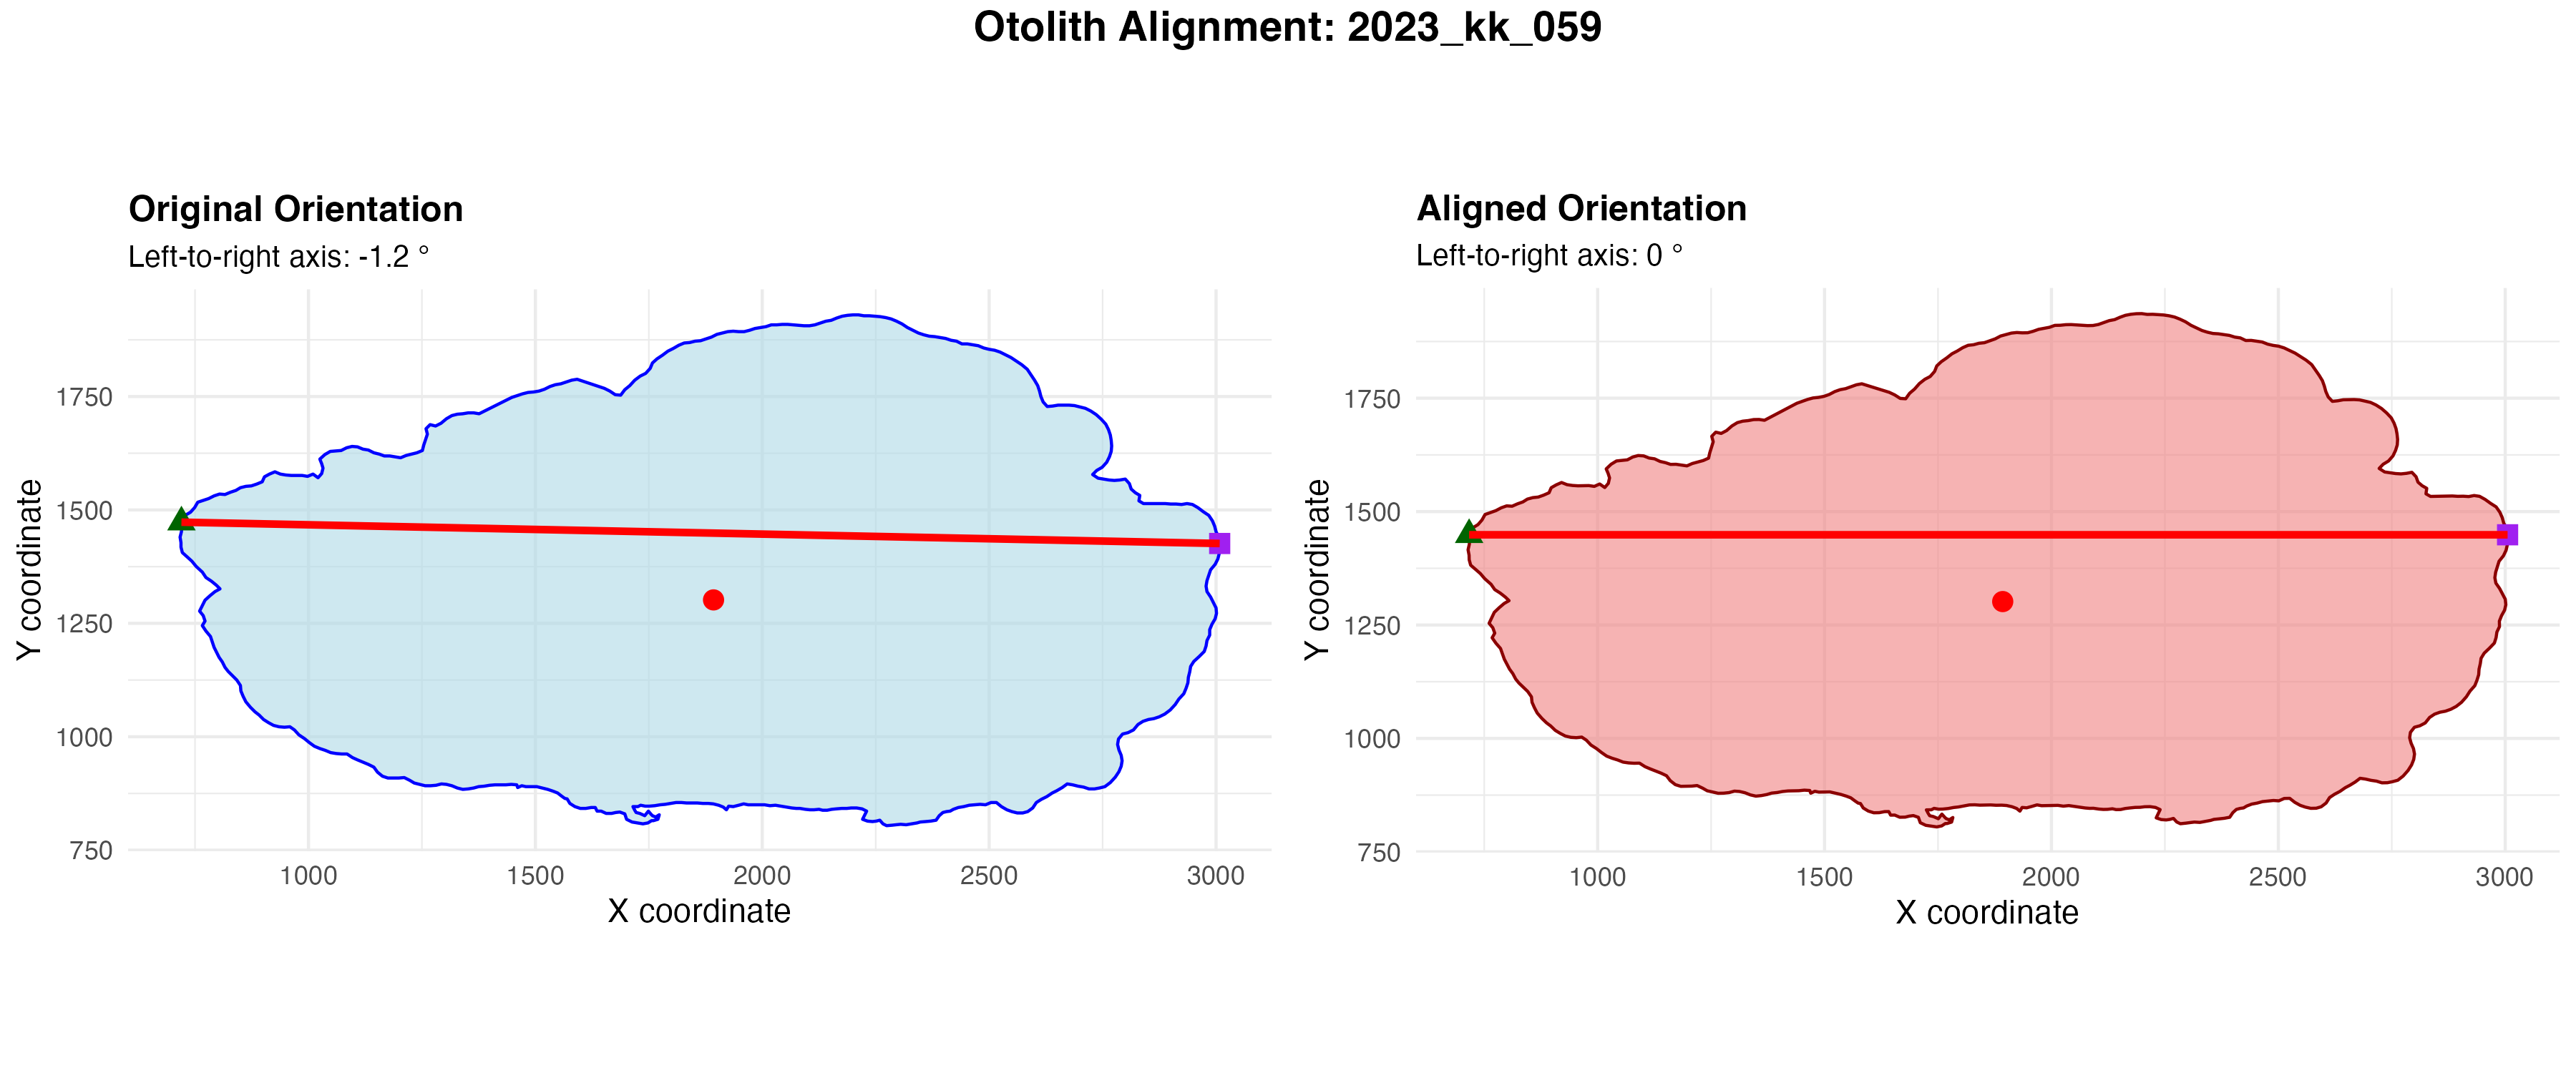 Otolith Alignment: 2023_kk_059
Original Orientation
Left-to-right axis: -1.2 °
Y coordinate
1750
1500
1250
1000
750
1000 1500 2000 2500 3000
X coordinate
Aligned Orientation
Left-to-right axis: 0 °
Y coordinate
1750
1500
1250
1000
750
1000 1500 2000 2500 3000
X coordinate